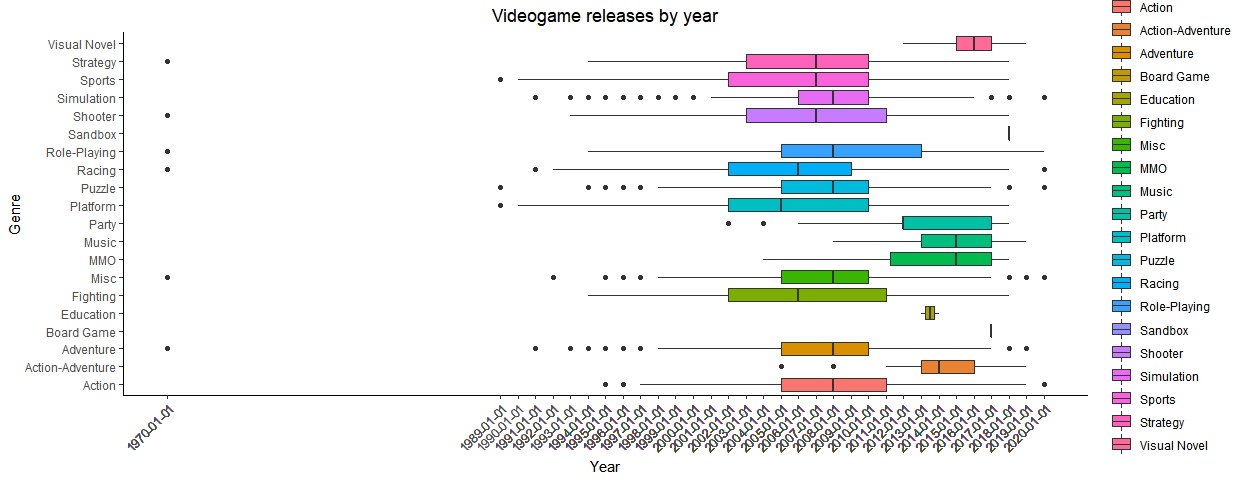 Videogame releases by year
Genre
Visual Novel
Strategy
Sports
Simulation
Shooter
Sandbox
Role-Playing
Racing
Puzzle
Platform
Party
Music
MMO
Misc
Fighting
Education
Board Game
Adventure
Action-Adventure
Action
1970-01-01
1989-01-01
1990-01-01
1991-01-01
1992-01-01
1993-01-01
1994-01-01
1995-01-01
1996-01-01
1997-01-01
1998-01-01
1999-01-01
2000-01-01
2001-01-01
2002-01-01
2003-01-01
2004-01-01
2005-01-01
2006-01-01
2007-01-01
2008-01-01
2009-01-01
2010-01-01
2011-01-01
2012-01-01
2013-01-01
2014-01-01
2015-01-01
2016-01-01
2017-01-01
2018-01-01
2019-01-01
2020-01-01
Year
Action
Action-Adventure
Adventure
Board Game
Education
Fighting
Misc
MMO
Music
Party
Platform
Puzzle
Racing
Role-Playing
Sandbox
Shooter
Simulation
Sports
Strategy
Visual Novel